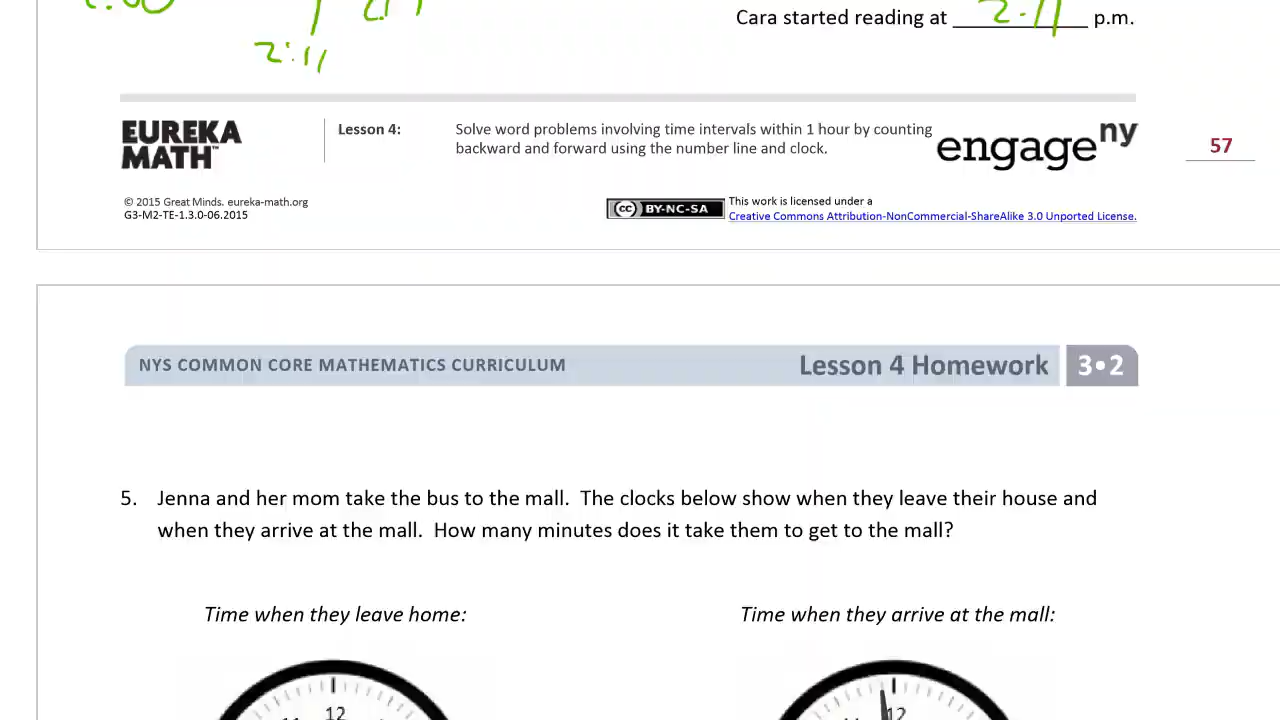 Cara started reading at 2:11 p.m.
2:11
EUREKA
MATH™
Lesson 4:
Solve word problems involving time intervals within 1 hour by counting
backward and forward using the number line and clock.
engageny
57
© 2015 Great Minds. eureka-math.org
G3-M2-TE-1.3.0-06.2015
cc BY-NC-SA
This work is licensed under a
Creative Commons Attribution-NonCommercial-ShareAlike 3.0 Unported License.
NYS COMMON CORE MATHEMATICS CURRICULUM
Lesson 4 Homework 3•2
5. Jenna and her mom take the bus to the mall. The clocks below show when they leave their house and
when they arrive at the mall. How many minutes does it take them to get to the mall?
Time when they leave home:
Time when they arrive at the mall:
12
12